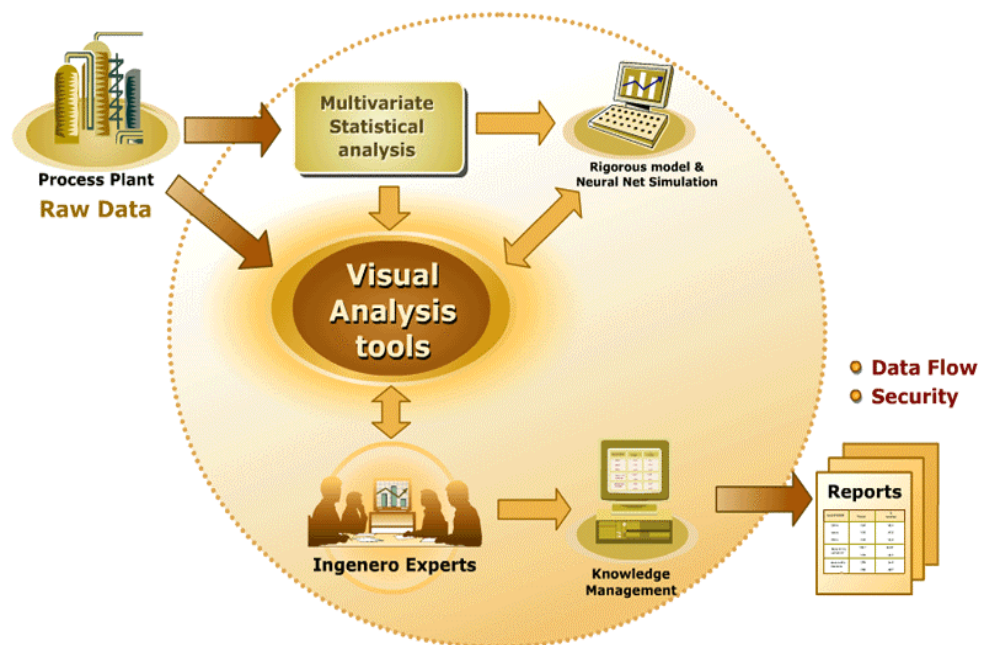 Multivariate
Statistical
analysis
Process Plant
Raw Data
Rigorous model &
Neural Net Simulation
Visual
Analysis
tools
Data Flow
Security
Ingenero Experts
Knowledge
Management
Reports